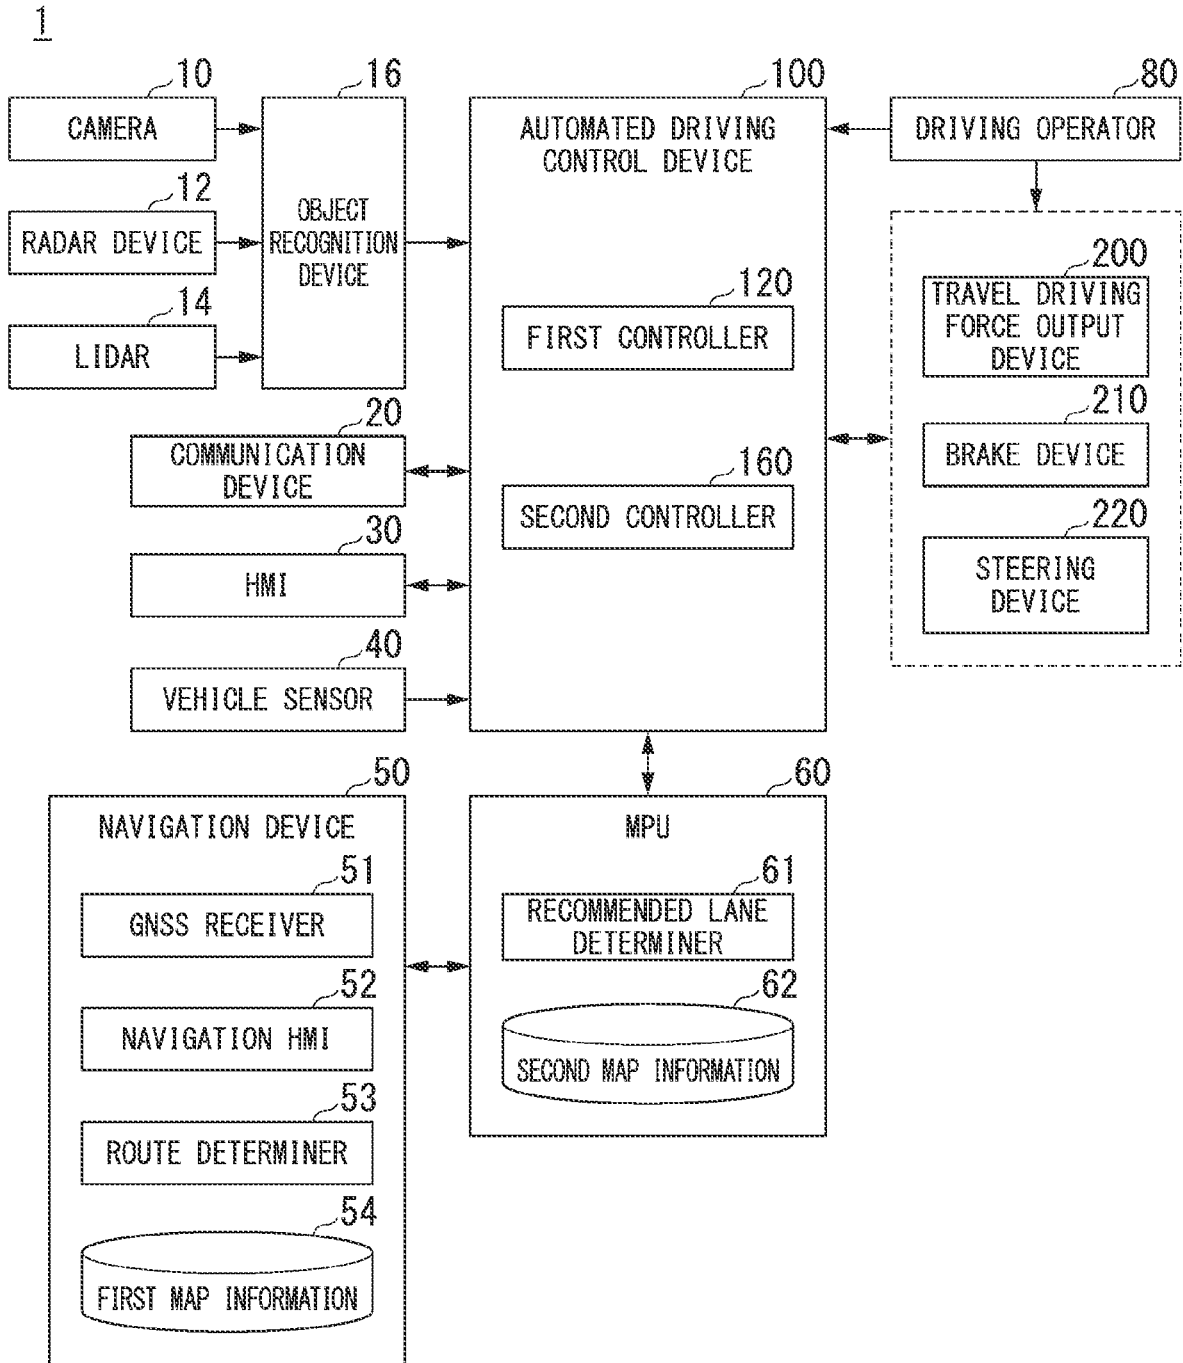 1
10
CAMERA
12
RADAR DEVICE
14
LIDAR
16
OBJECT
RECOGNITION
DEVICE
20
COMMUNICATION
DEVICE
30
HMI
40
VEHICLE SENSOR
100
AUTOMATED DRIVING
CONTROL DEVICE
120
FIRST CONTROLLER
160
SECOND CONTROLLER
80
DRIVING OPERATOR
200
TRAVEL DRIVING
FORCE OUTPUT
DEVICE
210
BRAKE DEVICE
220
STEERING
DEVICE
50
NAVIGATION DEVICE
51
GNSS RECEIVER
52
NAVIGATION HMI
53
ROUTE DETERMINER
54
FIRST MAP INFORMATION
60
MPU
61
RECOMMENDED LANE
DETERMINER
62
SECOND MAP INFORMATION